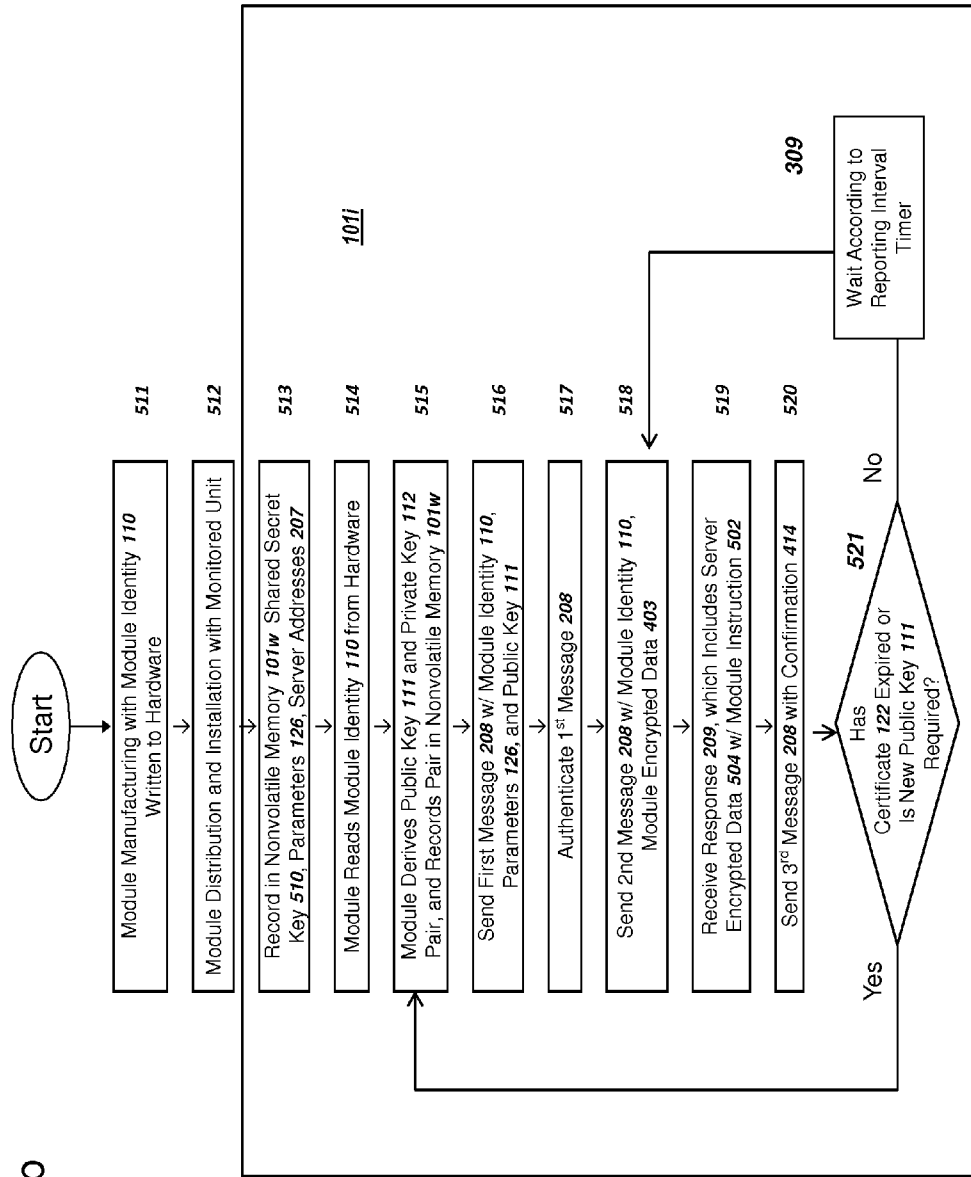 Start
Module Manufacturing with Module Identity 110
Written to Hardware
511
Module Distribution and Installation with Monitored Unit
512
Record in Nonvolatile Memory 101w Shared Secret
Key 510, Parameters 126, Server Addresses 207
513
101i
Module Reads Module Identity 110 from Hardware
514
Module Derives Public Key 111 and Private Key 112
Pair, and Records Pair in Nonvolatile Memory 101w
515
Send First Message 208 w/ Module Identity 110,
Parameters 126, and Public Key 111
516
Authenticate 1st Message 208
517
Send 2nd Message 208 w/ Module Identity 110,
Module Encrypted Data 403
518
Receive Response 209, which Includes Server
Encrypted Data 504 w/ Module Instruction 502
519
Send 3rd Message 208 with Confirmation 414
520
521
Has
Certificate 122 Expired or
Is New Public Key 111
Required?
Yes
No
309
Wait According to
Reporting Interval
Timer